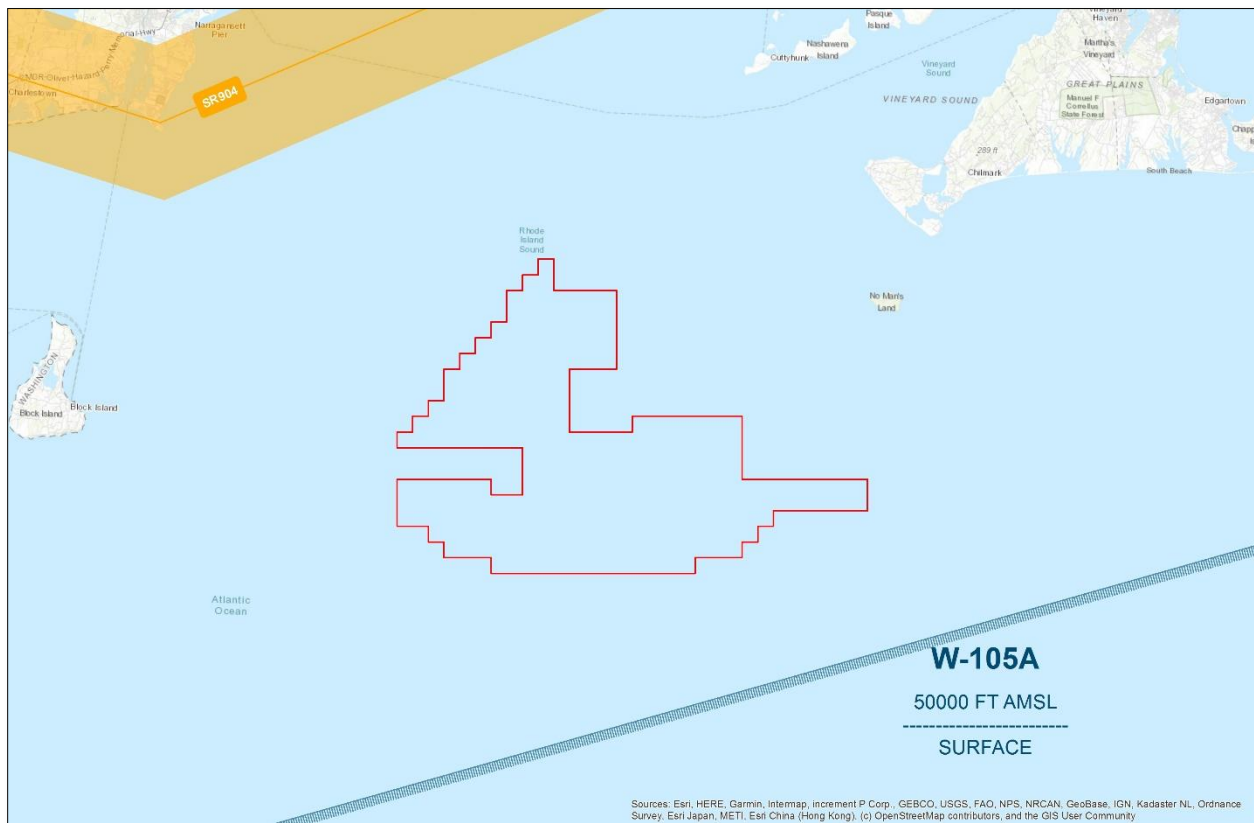 Narragansett
Pier
Charlestown
SR904
Pasque
Island
Nashawena
Island
Cuttyhunk
Vineyard
Haven
Martha's
Vineyard
Vineyard
Sound
VINEYARD SOUND
GREAT PLAINS
Manuel F
Correllus
State Forest
Edgartown
289 ft
Chilmark
South Beach
Rhode
Island
Sound
No Man's
Land
WASHINGTON
Block Island
Block Island
Atlantic
Ocean
W-105A
50000 FT AMSL
-------------------------
SURFACE
Sources: Esri, HERE, Garmin, Intermap, increment P Corp., GEBCO, USGS, FAO, NPS, NRCAN, GeoBase, IGN, Kadaster NL, Ordnance
Survey, Esri Japan, METI, Esri China (Hong Kong), (c) OpenStreetMap contributors, and the GIS User Community